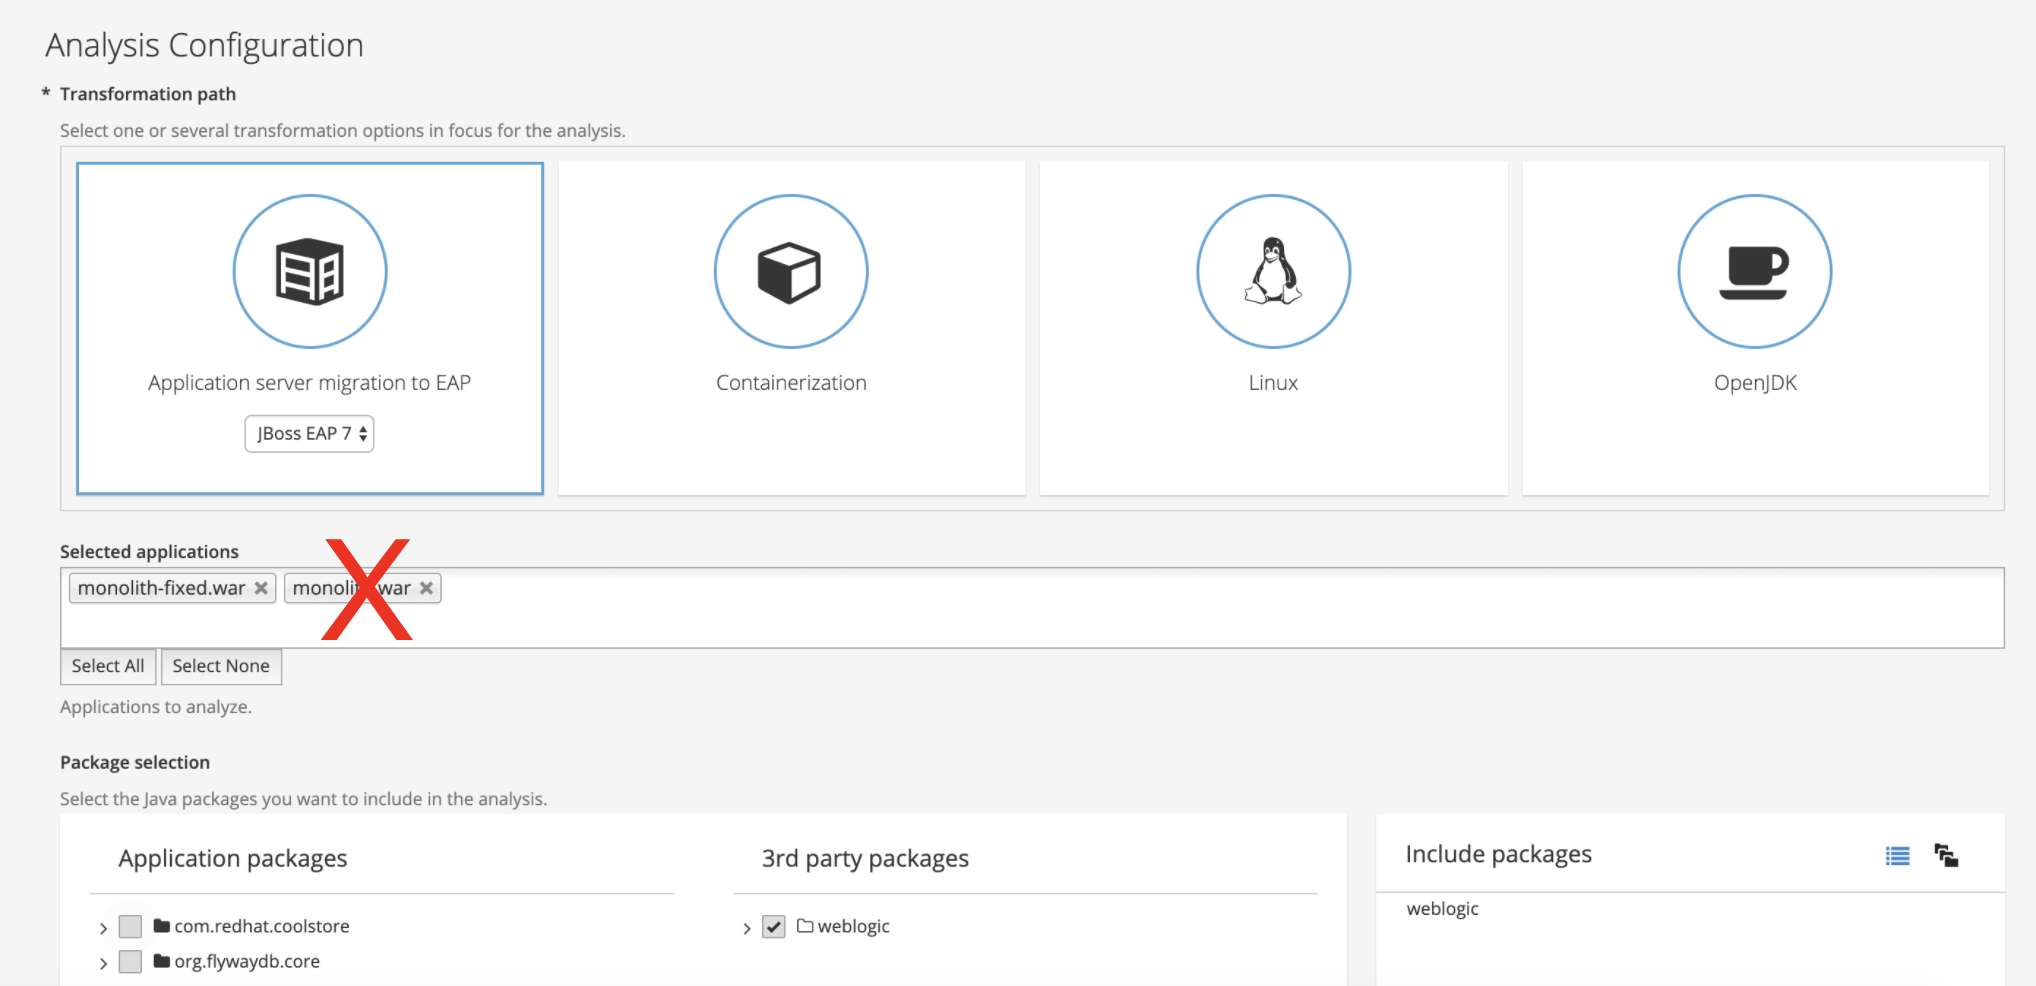 Analysis Configuration
* Transformation path
Select one or several transformation options in focus for the analysis.
Application server migration to EAP
JBoss EAP 7
Containerization
Linux
OpenJDK
Selected applications
monolith-fixed.war
X
Select All Select None
Applications to analyze.
Package selection
Select the Java packages you want to include in the analysis.
Application packages
com.redhat.coolstore
org.flywaydb.core
3rd party packages
weblogic
Include packages
weblogic